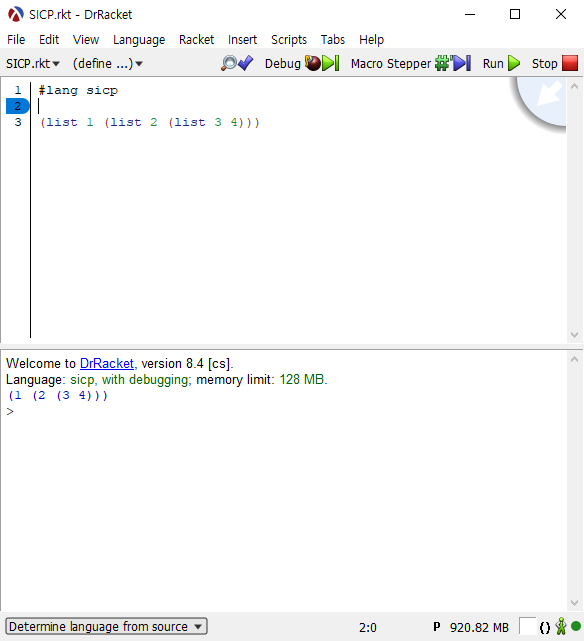 SICP.rkt - DrRacket
File Edit View Language Racket Insert Scripts Tabs Help
SICP.rkt (define ...) Debug Macro Stepper Run Stop
1 #lang sicp
2
3 (list 1 (list 2 (list 3 4)))
Welcome to DrRacket, version 8.4 [cs].
Language: sicp, with debugging; memory limit: 128 MB.
(1 (2 (3 4)))
>
Determine language from source 2:0 P 920.82 MB ()